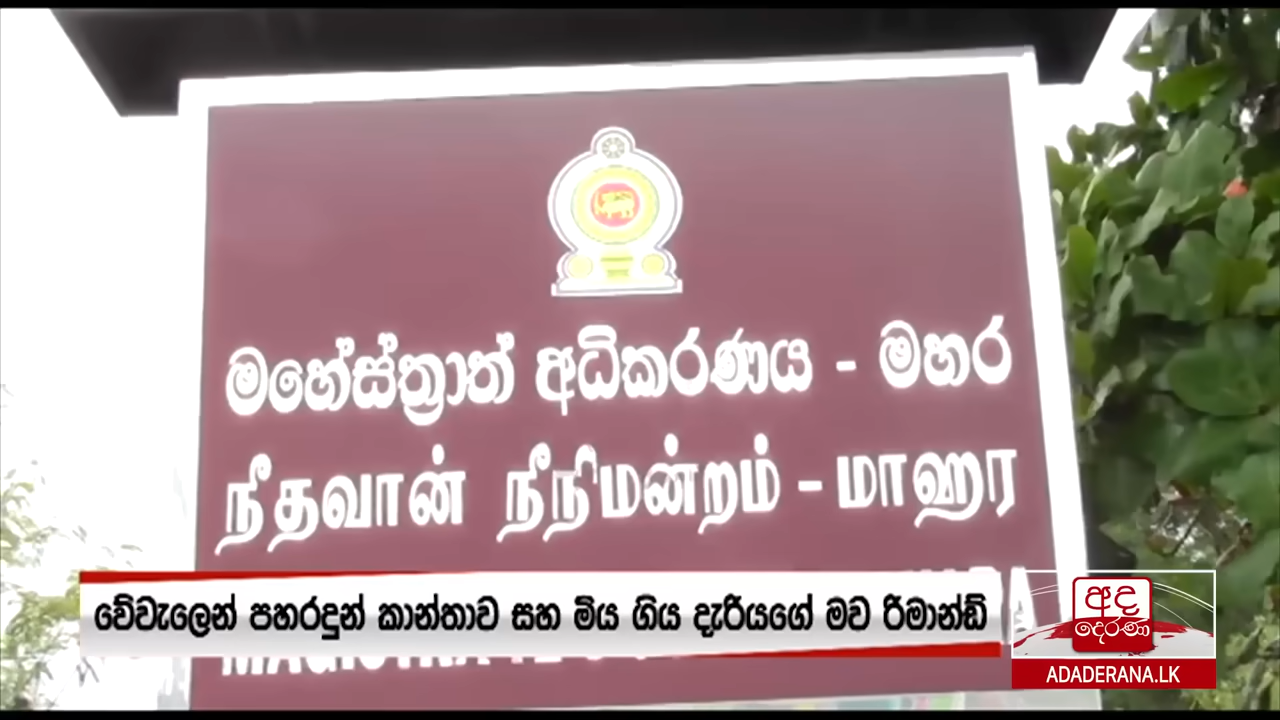 මහේස්ත්‍රාත් අධිකරණය - මහර
நீதவான் நீநிமன்றம் - மாஹர
වේවැලෙන් පහරදුන් කාන්තාව සහ මිය ගිය දැරියගේ මව රිමාන්ඩ්
අද
දෙරණ
ADADERANA.LK